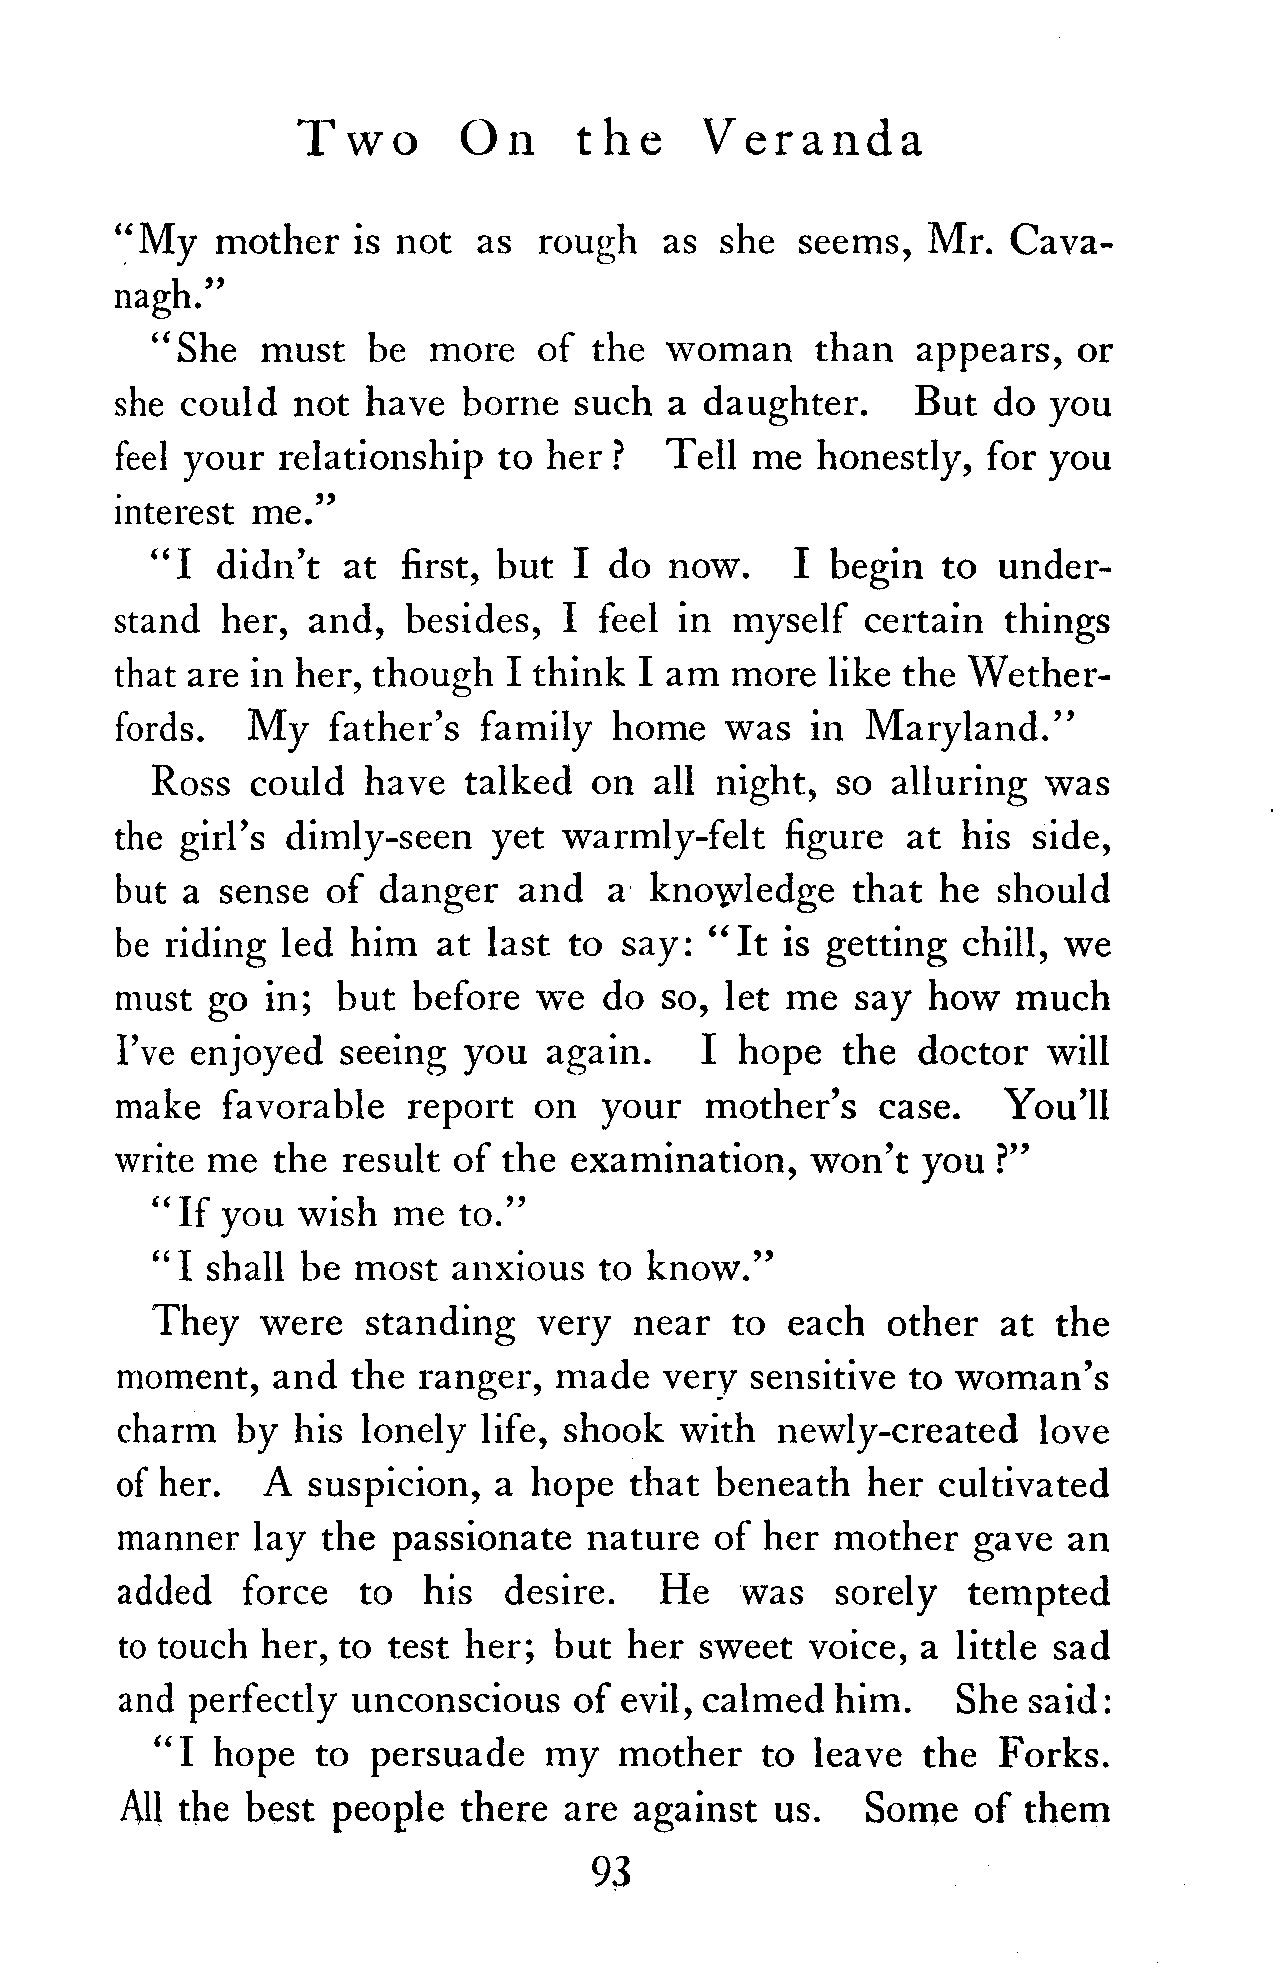 Two On the Veranda
"My mother is not as rough as she seems, Mr. Cava-
nagh."
"She must be more of the woman than appears, or
she could not have borne such a daughter. But do you
feel your relationship to her? Tell me honestly, for you
interest me."
"I didn't at first, but I do now. I begin to under-
stand her, and, besides, I feel in myself certain things
that are in her, though I think I am more like the Wether-
fords. My father's family home was in Maryland."
Ross could have talked on all night, so alluring was
the girl's dimly-seen yet warmly-felt figure at his side,
but a sense of danger and a knowledge that he should
be riding led him at last to say: "It is getting chill, we
must go in; but before we do so, let me say how much
I've enjoyed seeing you again. I hope the doctor will
make favorable report on your mother's case. You'll
write me the result of the examination, won't you?"
"If you wish me to."
"I shall be most anxious to know."
They were standing very near to each other at the
moment, and the ranger, made very sensitive to woman's
charm by his lonely life, shook with newly-created love
of her. A suspicion, a hope that beneath her cultivated
manner lay the passionate nature of her mother gave an
added force to his desire. He was sorely tempted
to touch her, to test her; but her sweet voice, a little sad
and perfectly unconscious of evil, calmed him. She said:
"I hope to persuade my mother to leave the Forks.
All the best people there are against us. Some of them
93